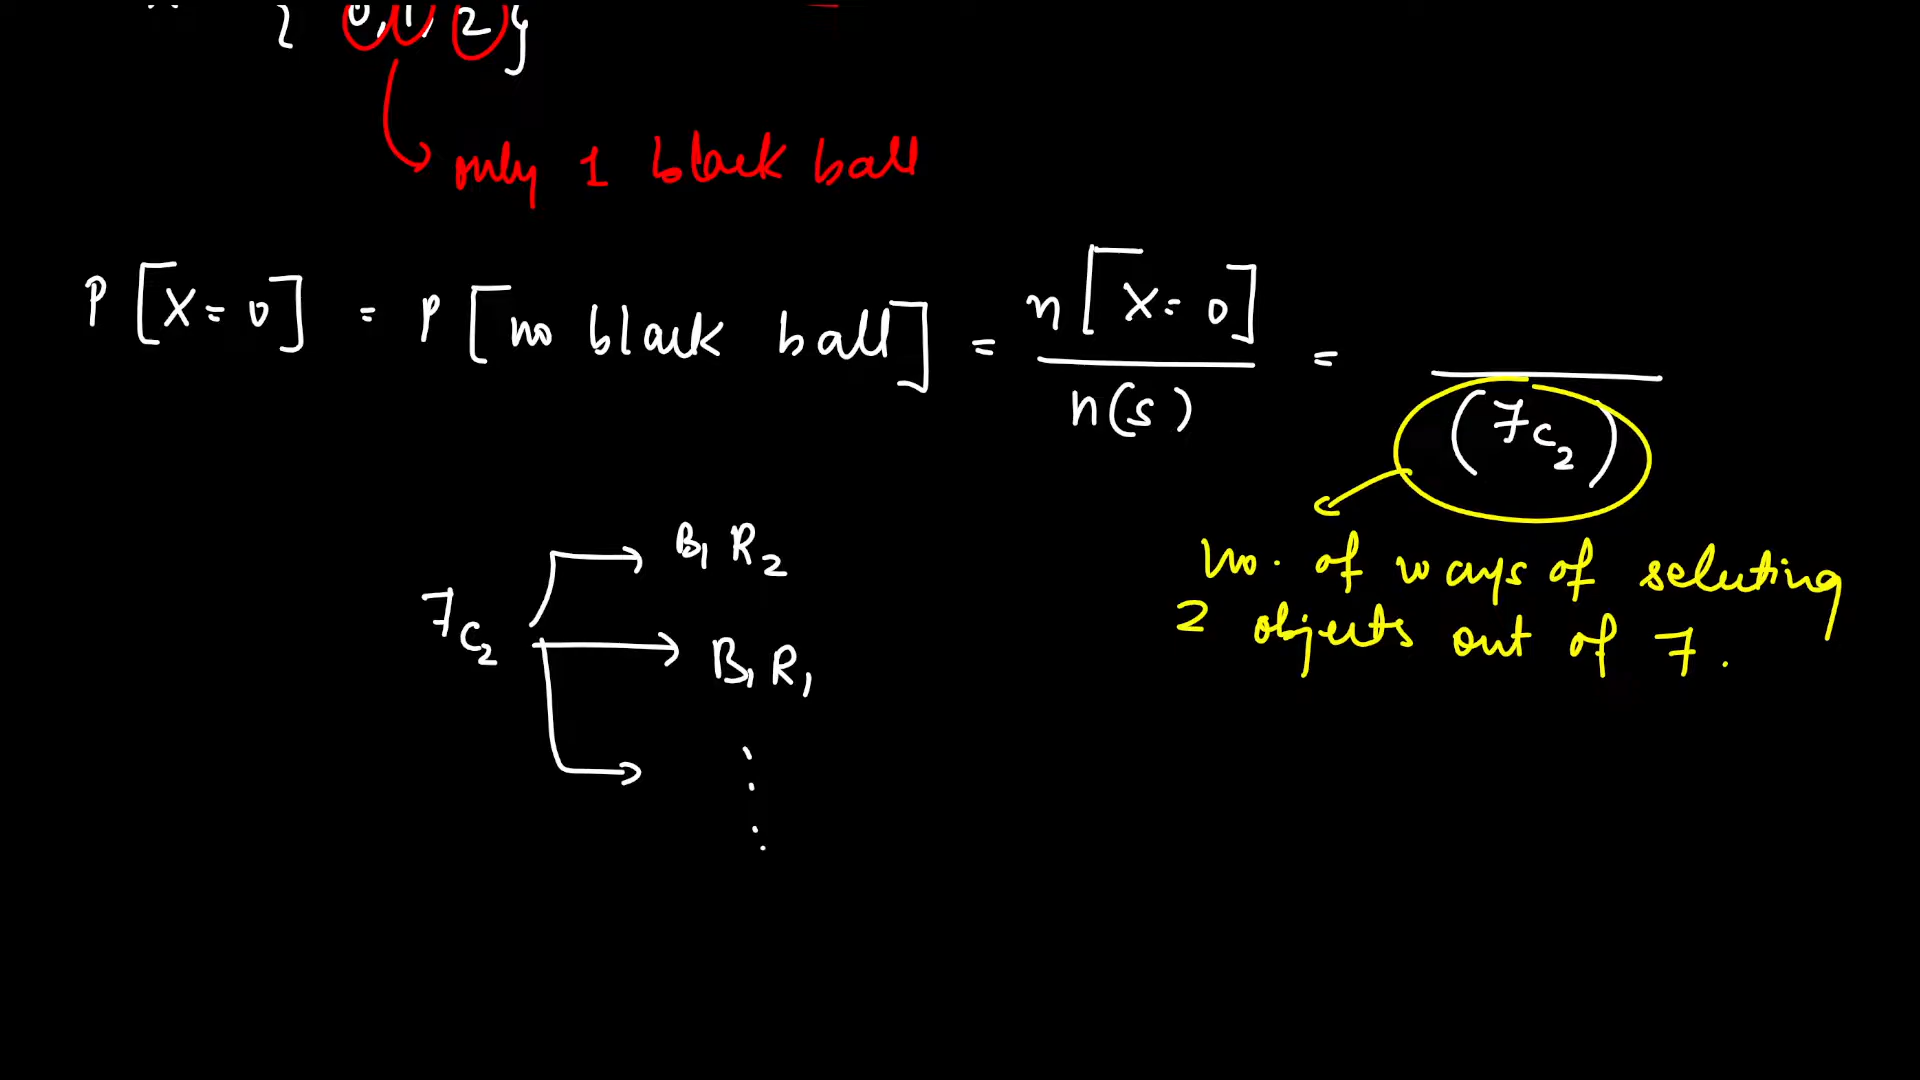 { 0, 1, 2 }
only 1 black ball
P [X = 0] = P [no black ball] = n[X = 0] / n(s) = / (7c₂)
no. of ways of selecting
2 objects out of 7.
7c₂
B₁ R₂
B₁ R₁
⋮